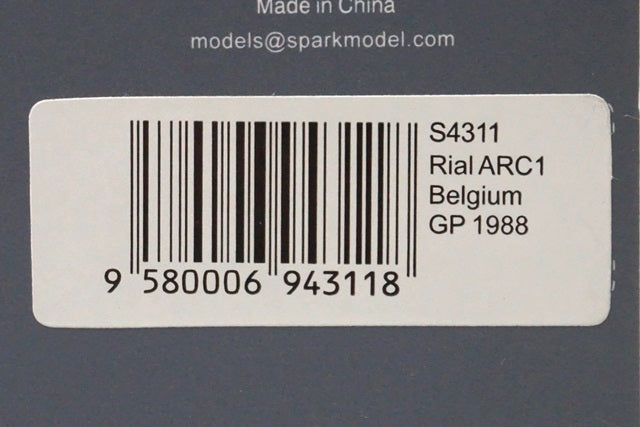 Made in China
models@sparkmodel.com
S4311
Rial ARC1
Belgium
GP 1988
9 580006 943118